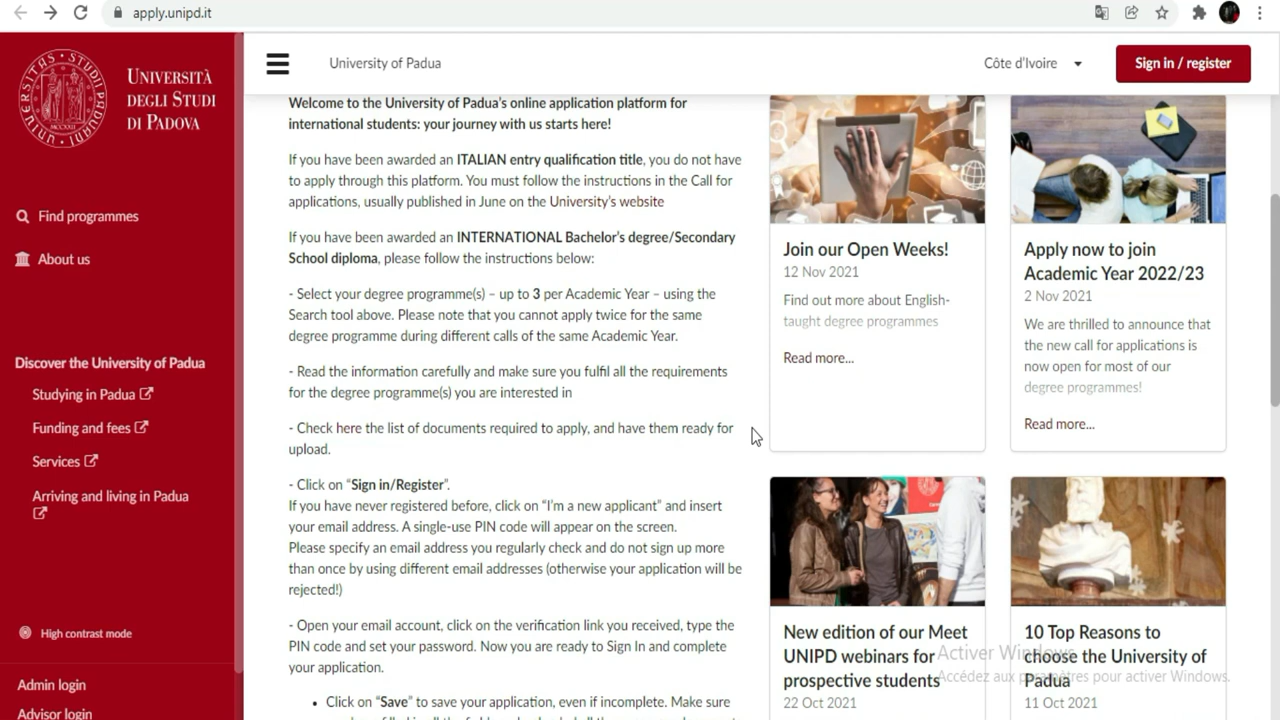 apply.unipd.it
UNIVERSITÀ
DEGLI STUDI
DI PADOVA
Find programmes
About us
Discover the University of Padua
Studying in Padua
Funding and fees
Services
Arriving and living in Padua
High contrast mode
Admin login
Advisor login
University of Padua
Côte d'Ivoire
Sign in / register
Welcome to the University of Padua's online application platform for
international students: your journey with us starts here!
If you have been awarded an ITALIAN entry qualification title, you do not have
to apply through this platform. You must follow the instructions in the Call for
applications, usually published in June on the University's website
If you have been awarded an INTERNATIONAL Bachelor's degree/Secondary
School diploma, please follow the instructions below:
- Select your degree programme(s) – up to 3 per Academic Year – using the
Search tool above. Please note that you cannot apply twice for the same
degree programme during different calls of the same Academic Year.
- Read the information carefully and make sure you fulfil all the requirements
for the degree programme(s) you are interested in
- Check here the list of documents required to apply, and have them ready for
upload.
- Click on "Sign in/Register".
If you have never registered before, click on "I'm a new applicant" and insert
your email address. A single-use PIN code will appear on the screen.
Please specify an email address you regularly check and do not sign up more
than once by using different email addresses (otherwise your application will be
rejected!)
- Open your email account, click on the verification link you received, type the
PIN code and set your password. Now you are ready to Sign In and complete
your application.
• Click on "Save" to save your application, even if incomplete. Make sure
Join our Open Weeks!
12 Nov 2021
Find out more about English-
taught degree programmes
Read more...
Apply now to join
Academic Year 2022/23
2 Nov 2021
We are thrilled to announce that
the new call for applications is
now open for most of our
degree programmes!
Read more...
New edition of our Meet
UNIPD webinars for
prospective students
22 Oct 2021
10 Top Reasons to
choose the University of
Padua
11 Oct 2021
Activer Windows
Accédez aux paramètres pour activer Windows.